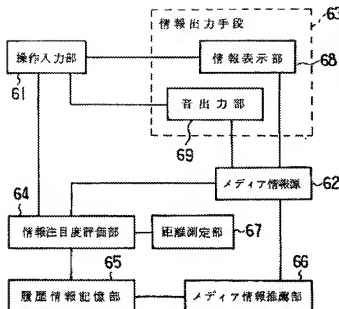 情報出力手段
63
操作入力部
61
情報表示部
68
音出力部
69
メディア情報源
62
64
情報注目度評価部
距離測定部
67
65
履歴情報記憶部
66
メディア情報推薦部